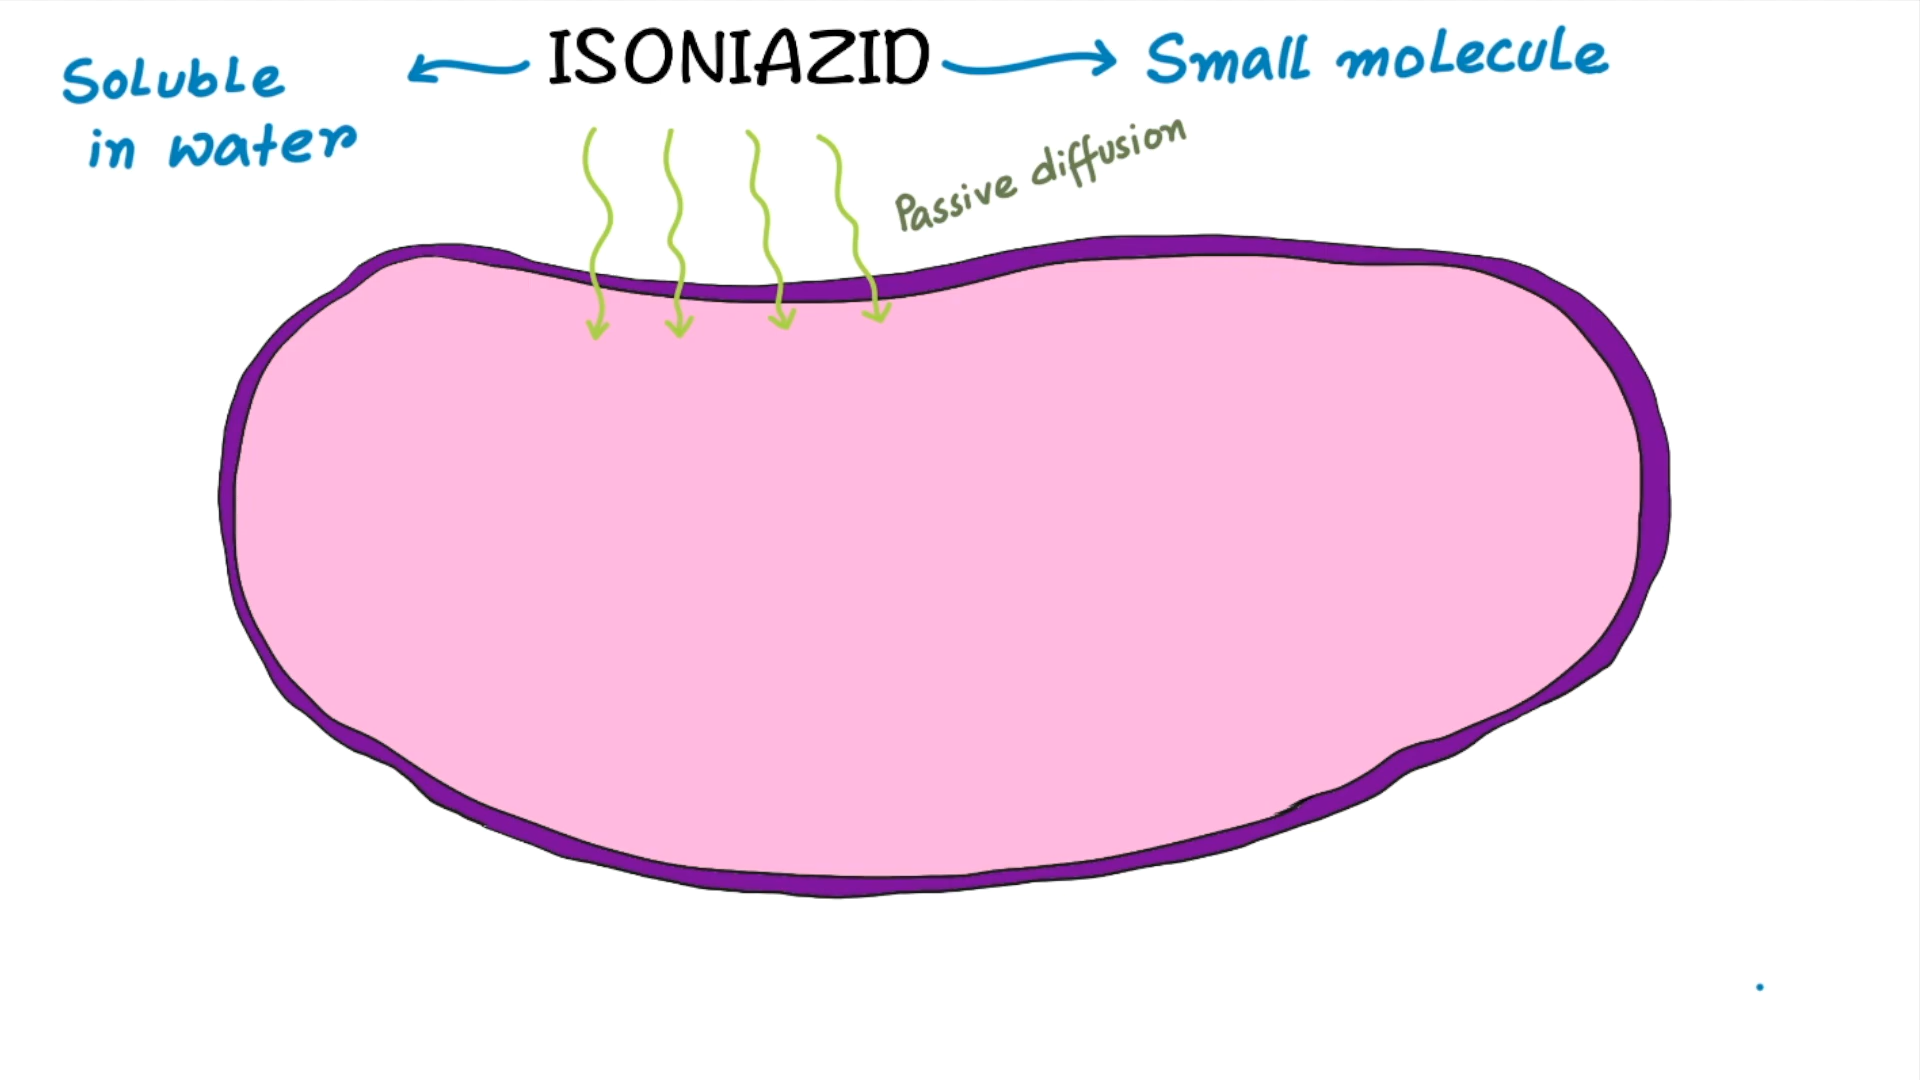 ISONIAZID
Soluble
in water
Small molecule
Passive diffusion